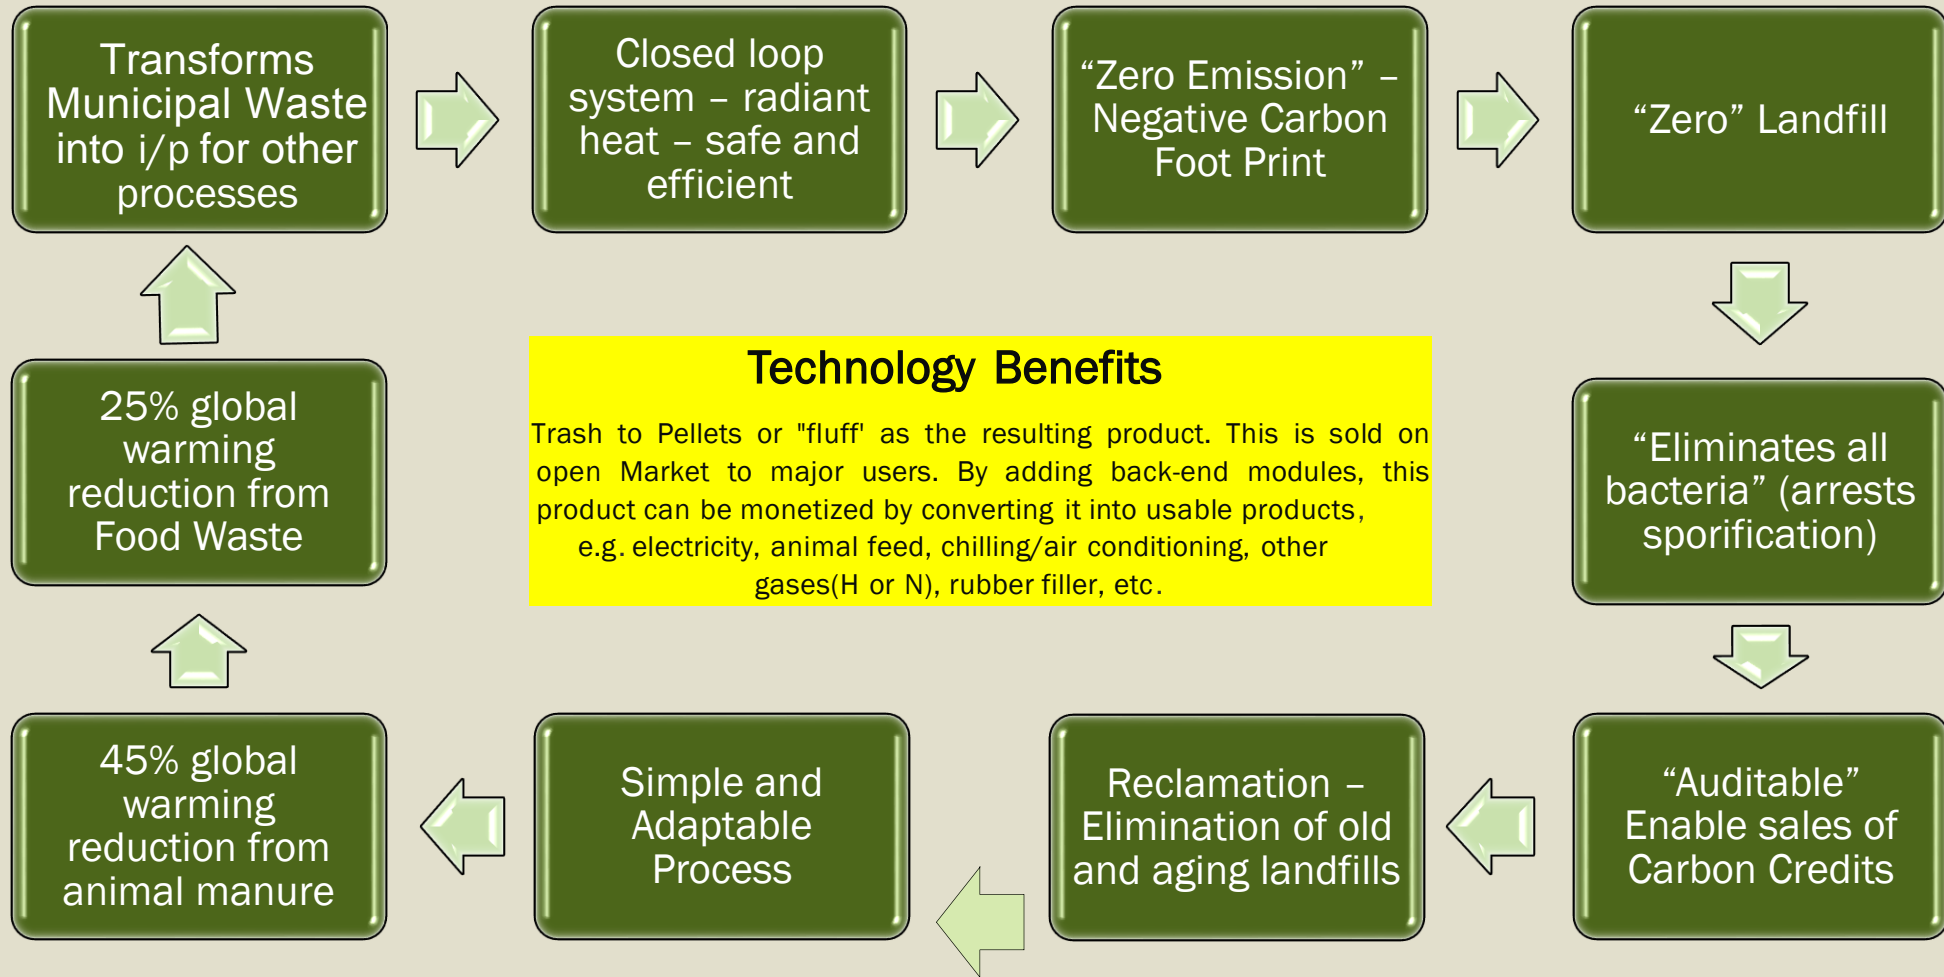 Transforms
Municipal Waste
into i/p for other
processes
Closed loop
system – radiant
heat – safe and
efficient
“Zero Emission” –
Negative Carbon
Foot Print
“Zero” Landfill
“Eliminates all
bacteria” (arrests
sporification)
“Auditable”
Enable sales of
Carbon Credits
Reclamation –
Elimination of old
and aging landfills
Simple and
Adaptable
Process
45% global
warming
reduction from
animal manure
25% global
warming
reduction from
Food Waste
Technology Benefits
Trash to Pellets or "fluff' as the resulting product. This is sold on
open Market to major users. By adding back-end modules, this
product can be monetized by converting it into usable products,
e.g. electricity, animal feed, chilling/air conditioning, other
gases(H or N), rubber filler, etc.